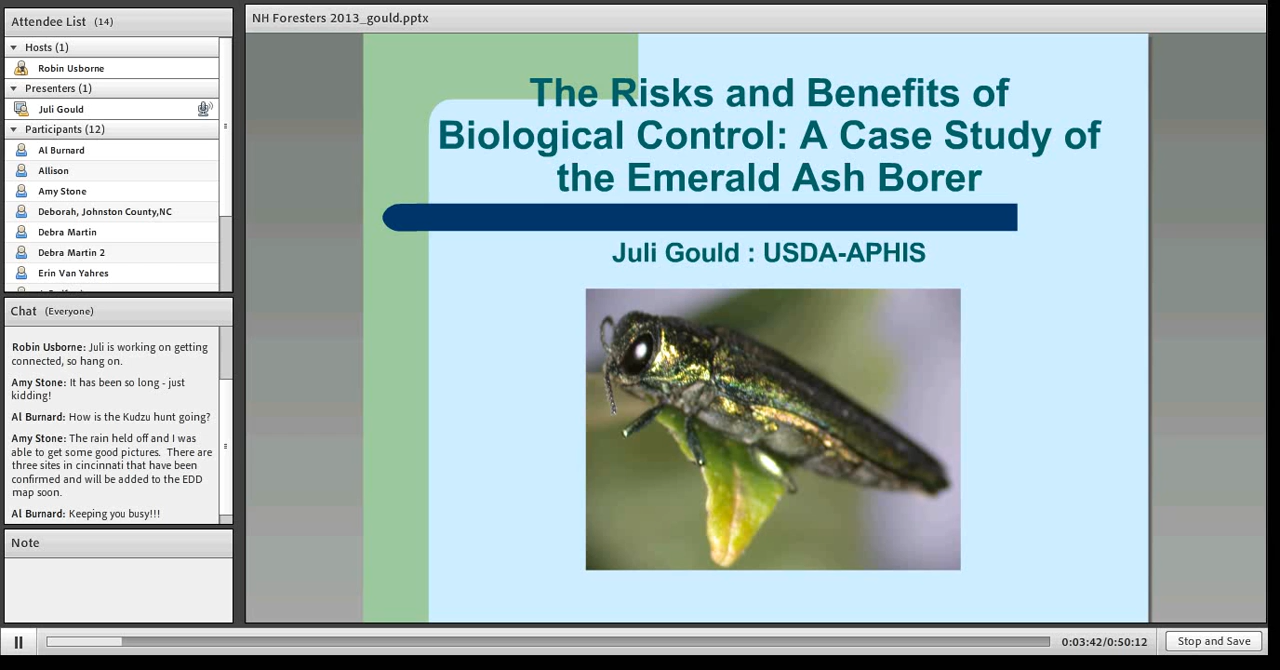 Attendee List (14)
Hosts (1)
Robin Usborne
Presenters (1)
Juli Gould
Participants (12)
Al Burnard
Allison
Amy Stone
Deborah, Johnston County,NC
Debra Martin
Debra Martin 2
Erin Van Yahres
Chat (Everyone)
Robin Usborne: Juli is working on getting
connected, so hang on.
Amy Stone: It has been so long - just
kidding!
Al Burnard: How is the Kudzu hunt going?
Amy Stone: The rain held off and I was
able to get some good pictures. There are
three sites in cincinnati that have been
confirmed and will be added to the EDD
map soon.
Al Burnard: Keeping you busy!!!
Note
NH Foresters 2013_gould.pptx
The Risks and Benefits of
Biological Control: A Case Study of
the Emerald Ash Borer
Juli Gould : USDA-APHIS
0:03:42/0:50:12
Stop and Save